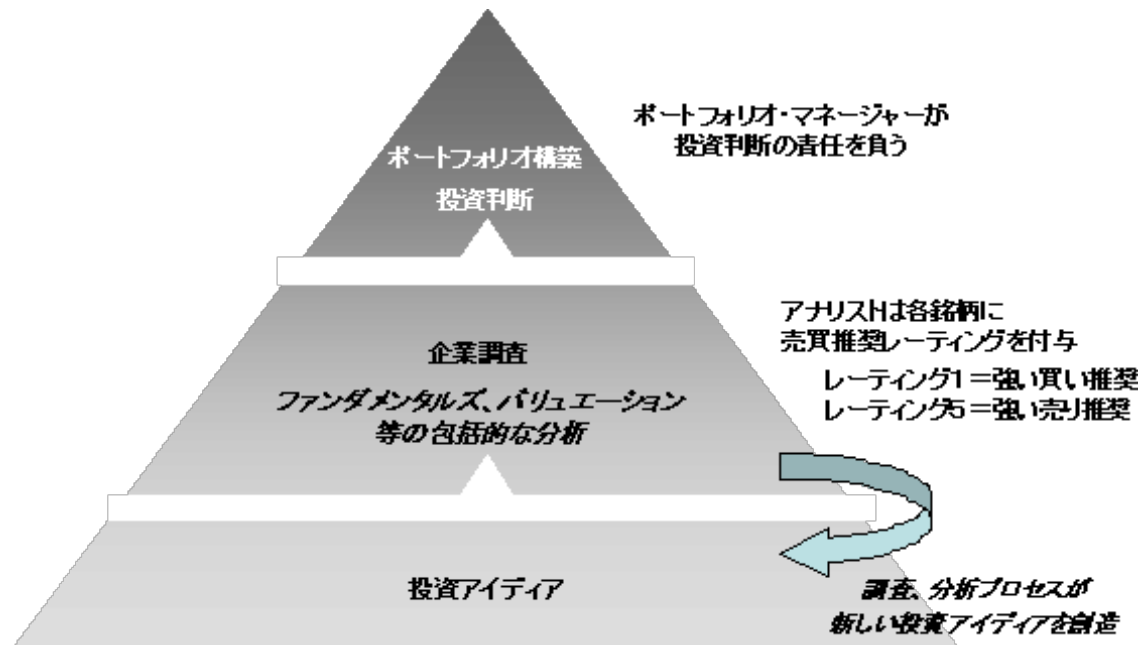 ポートフォリオ・マネージャーが
投資判断の責任を負う
ポートフォリオ構築
投資判断
アナリストは各銘柄に
売買推奨レーティングを付与
レーティング1=強い買い推奨
レーティング5=強い売り推奨
企業調査
ファンダメンタルズ、バリュエーション
等の包括的な分析
投資アイディア
調査、分析プロセスが
新しい投資アイディアを創造